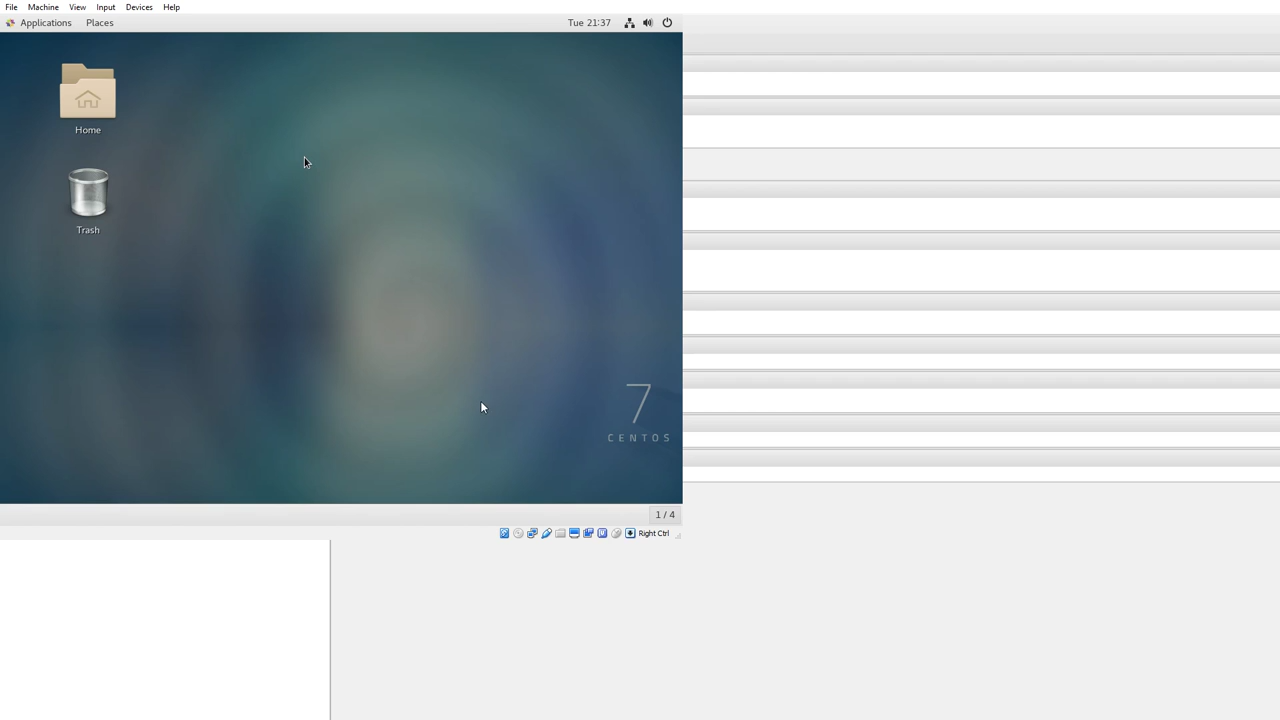 File Machine View Input Devices Help
Applications Places Tue 21:37
Home
Trash
7
CENTOS
1 / 4
Right Ctrl